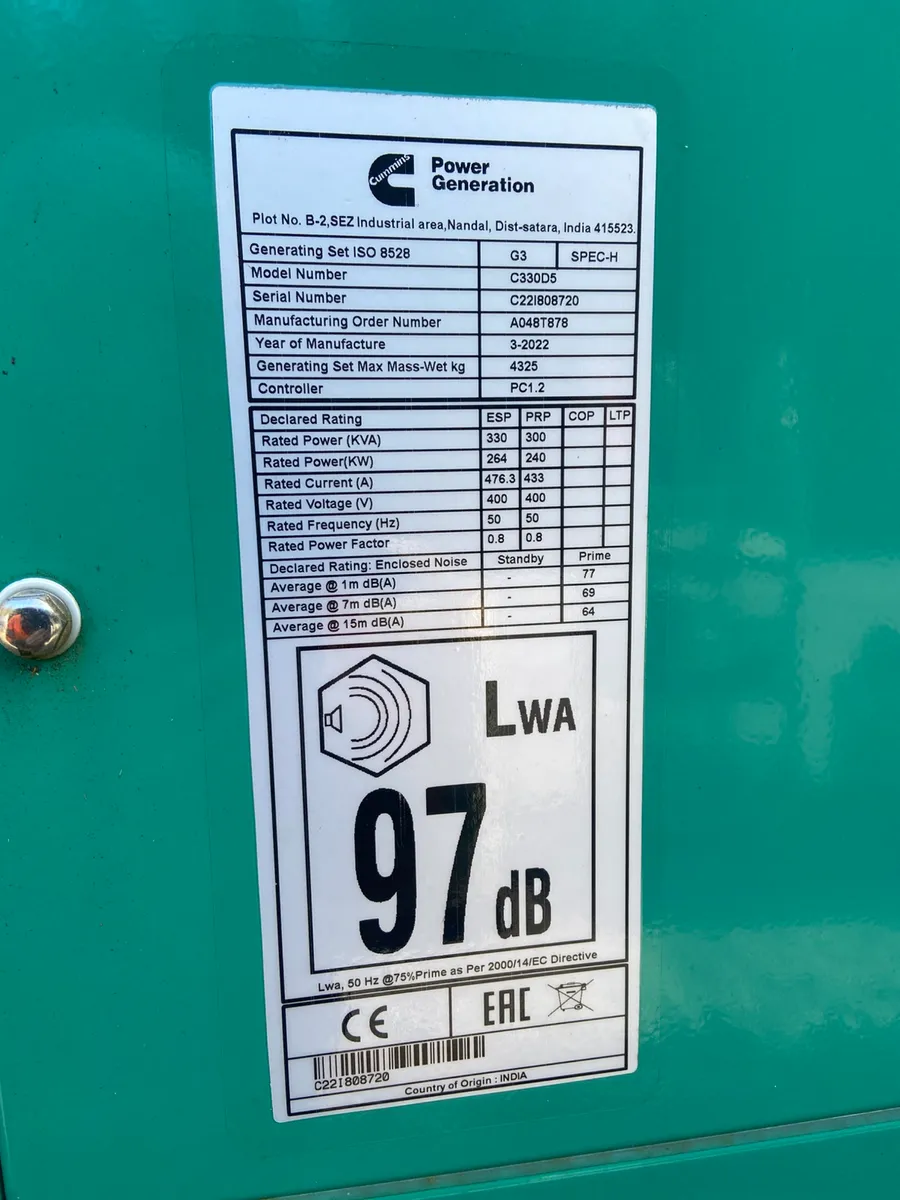 Cummins
Power
Generation
Plot No. B-2,SEZ Industrial area,Nandal, Dist-satara, India 415523.
Generating Set ISO 8528 G3 SPEC-H
Model Number C330D5
Serial Number C22I808720
Manufacturing Order Number A048T878
Year of Manufacture 3-2022
Generating Set Max Mass-Wet kg 4325
Controller PC1.2
Declared Rating ESP PRP COP LTP
Rated Power (KVA) 330 300
Rated Power(KW) 264 240
Rated Current (A) 476.3 433
Rated Voltage (V) 400 400
Rated Frequency (Hz) 50 50
Rated Power Factor 0.8 0.8
Declared Rating: Enclosed Noise Standby Prime
Average @ 1m dB(A) - 77
Average @ 7m dB(A) - 69
Average @ 15m dB(A) - 64
LWA
97 dB
Lwa, 50 Hz @75%Prime as Per 2000/14/EC Directive
CE EAC
C22I808720
Country of Origin : INDIA